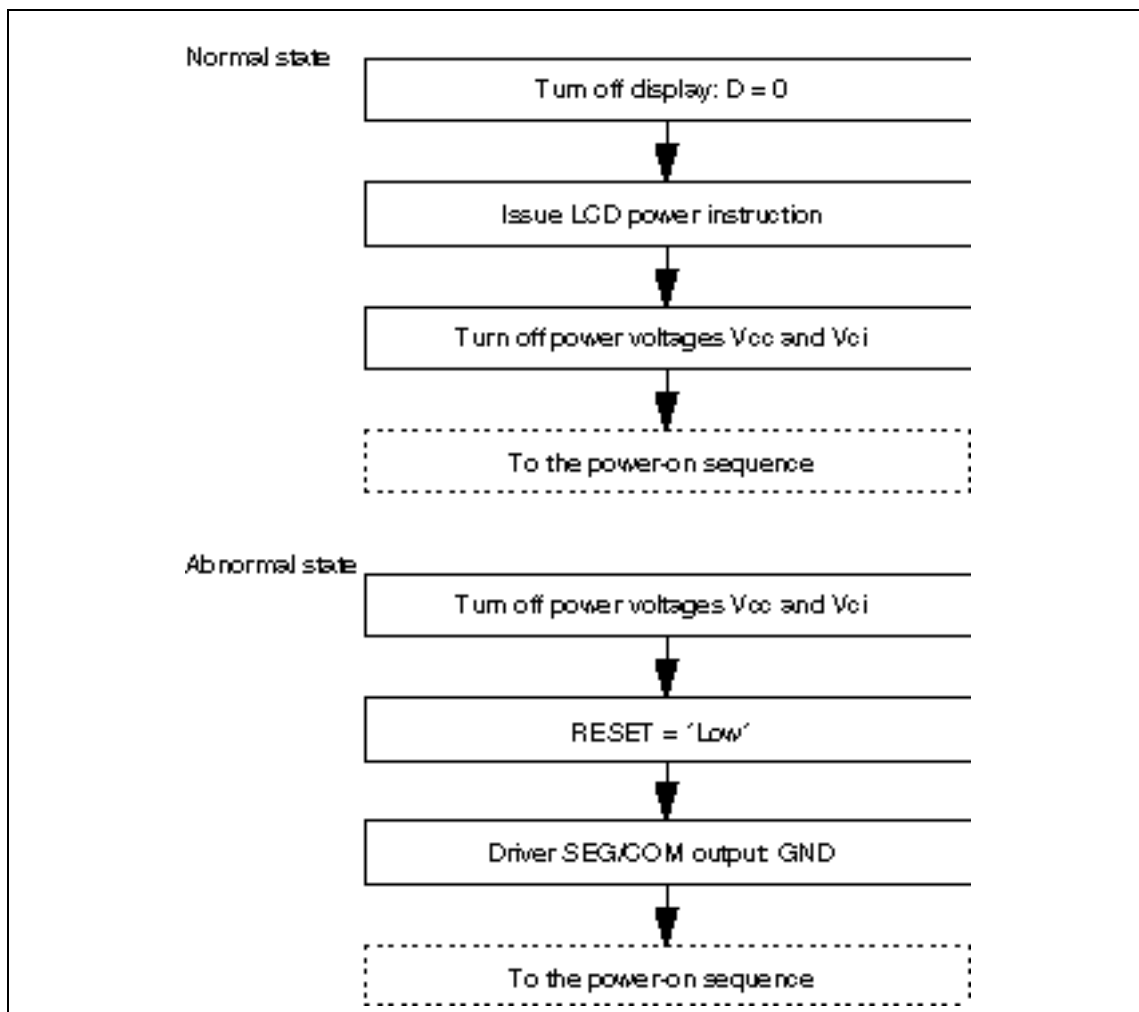 Normal state
Turn off display: D = 0
Issue LCD power instruction
Turn off power voltages Vcc and Vci
To the power-on sequence
Abnormal state
Turn off power voltages Vcc and Vci
RESET = ´Low´
Driver SEG/COM output: GND
To the power-on sequence